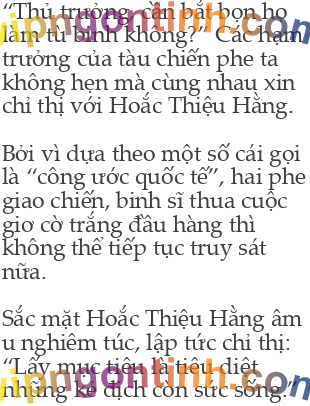 “Thủ trưởng, cần bắt bọn họ
làm tù binh không?” Các hạm
trưởng của tàu chiến phe ta
không hẹn mà cùng nhau xin
chỉ thị với Hoắc Thiệu Hằng.
Bởi vì dựa theo một số cái gọi
là “công ước quốc tế”, hai phe
giao chiến, binh sĩ thua cuộc
giơ cờ trắng đầu hàng thì
không thể tiếp tục truy sát
nữa.
Sắc mặt Hoắc Thiệu Hằng âm
u nghiêm túc, lập tức chỉ thị:
“Lấy mục tiêu là tiêu diệt
những kẻ địch còn sức sống.”
vipngontinh.com
vipngontinh.com